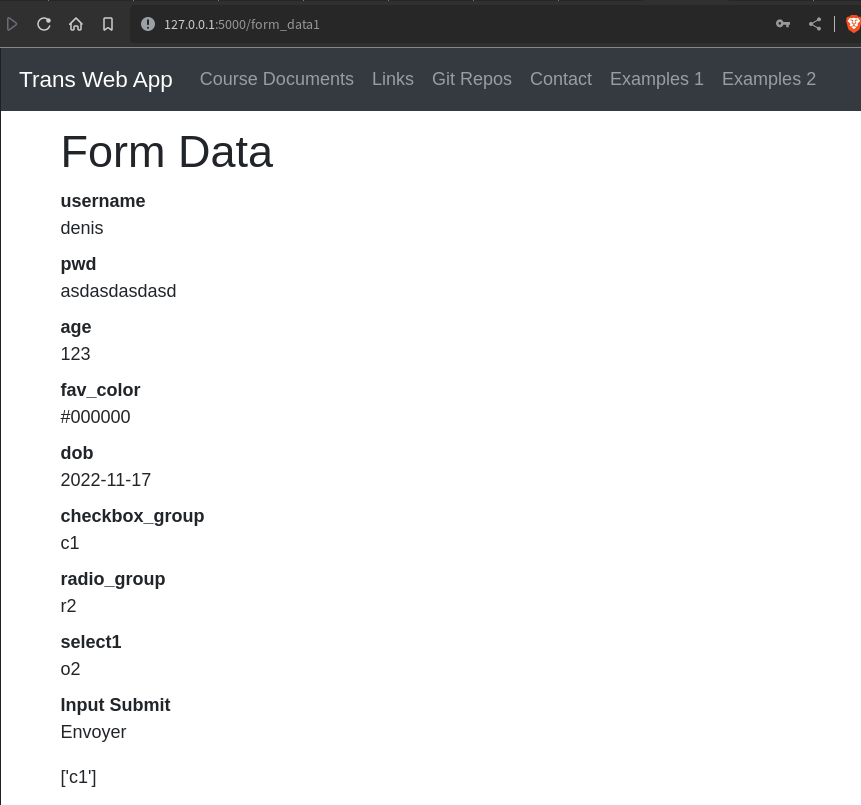 127.0.0.1:5000/form_data1
Trans Web App Course Documents Links Git Repos Contact Examples 1 Examples 2
Form Data
username
denis
pwd
asdasdasdasd
age
123
fav_color
#000000
dob
2022-11-17
checkbox_group
c1
radio_group
r2
select1
o2
Input Submit
Envoyer
['c1']